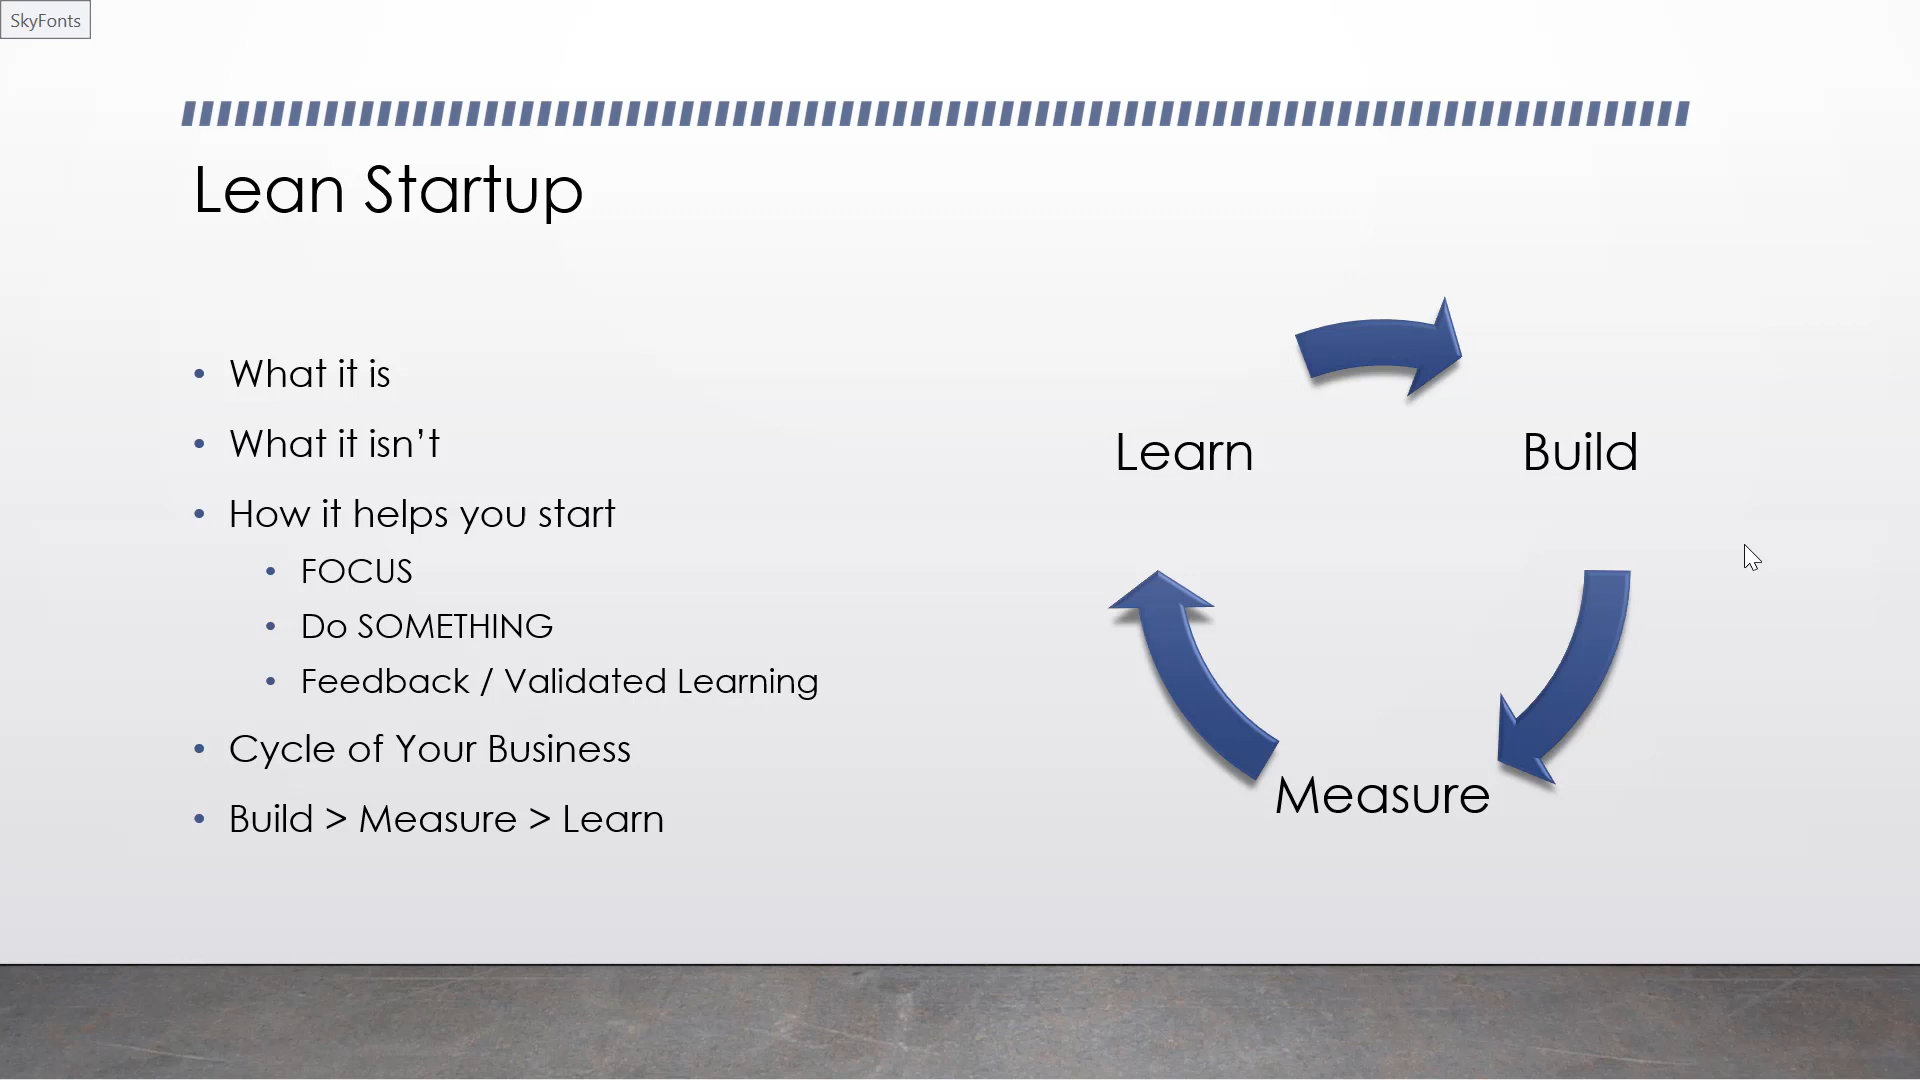 SkyFonts
Lean Startup
• What it is
• What it isn’t
• How it helps you start
• FOCUS
• Do SOMETHING
• Feedback / Validated Learning
• Cycle of Your Business
• Build > Measure > Learn
Learn
Build
Measure